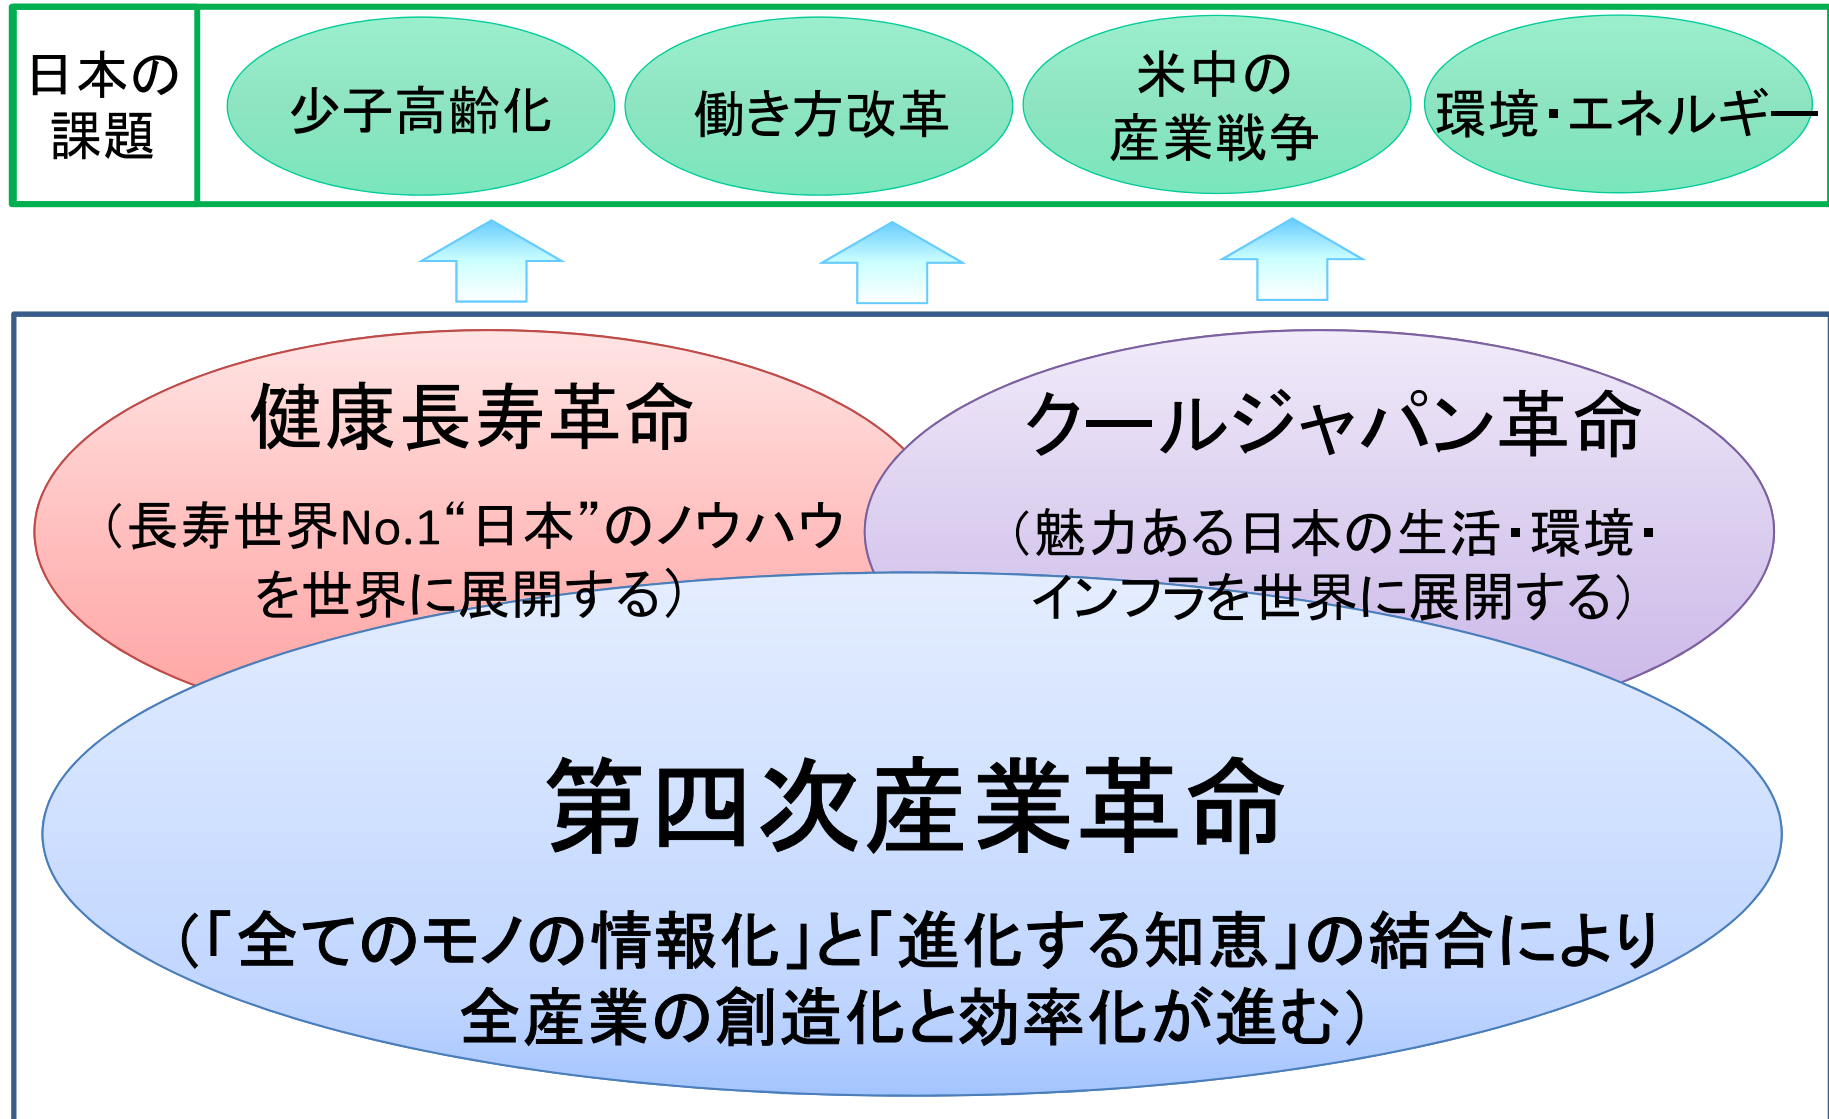 日本の
課題
少子高齢化
働き方改革
米中の
産業戦争
環境・エネルギー
健康長寿革命
（長寿世界No.1“日本”のノウハウ
を世界に展開する）
クールジャパン革命
（魅力ある日本の生活・環境・
インフラを世界に展開する）
第四次産業革命
（「全てのモノの情報化」と「進化する知恵」の結合により
全産業の創造化と効率化が進む）